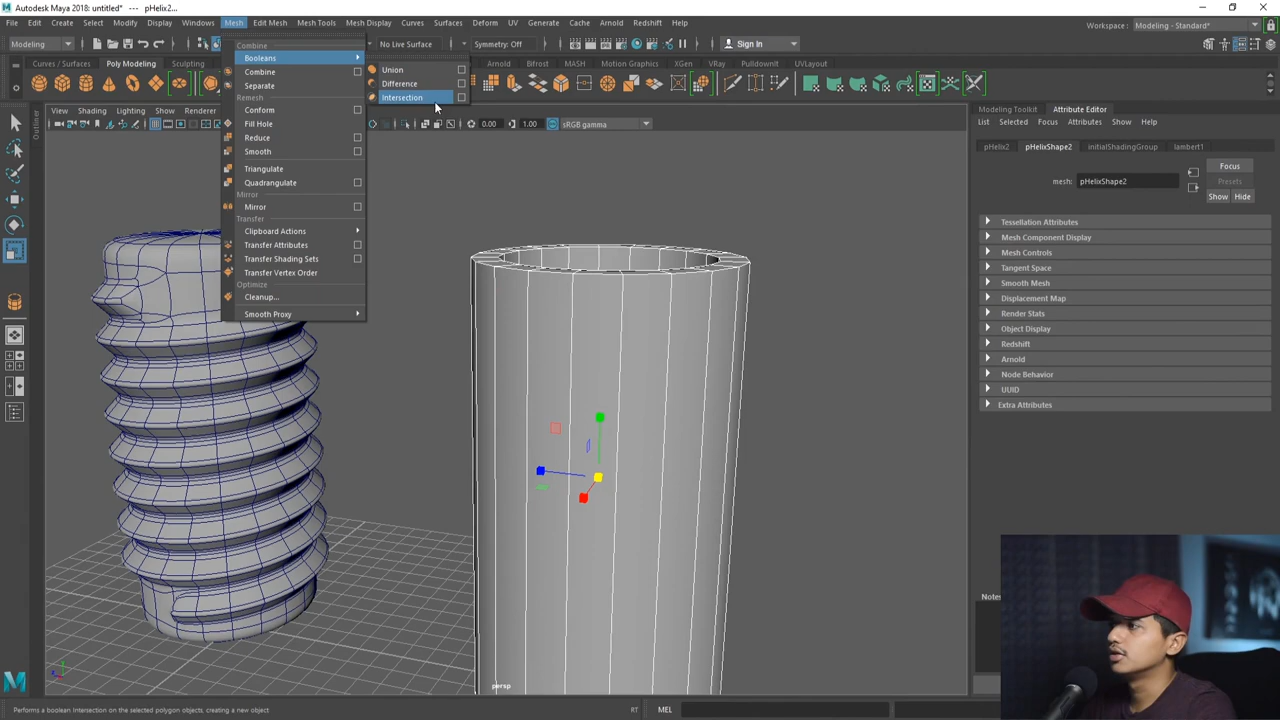 Autodesk Maya 2018: untitled*   ---   pHelix2...
File Edit Create Select Modify Display Windows Mesh Edit Mesh Mesh Tools Mesh Display Curves Surfaces Deform UV Generate Cache Arnold Redshift Help
Workspace : Modeling - Standard*
Modeling No Live Surface Symmetry: Off Sign In
Curves / Surfaces Poly Modeling Arnold Bifrost MASH Motion Graphics XGen VRay Pulldownit UVLayout
View Shading Lighting Show Renderer
0.00 1.00 sRGB gamma
Outliner
Combine
Booleans
Combine
Separate
Remesh
Conform
Fill Hole
Reduce
Smooth
Triangulate
Quadrangulate
Mirror
Mirror
Transfer
Clipboard Actions
Transfer Attributes
Transfer Shading Sets
Transfer Vertex Order
Optimize
Cleanup...
Smooth Proxy
Union
Difference
Intersection
Modeling Toolkit Attribute Editor
List Selected Focus Attributes Show Help
pHelix2 pHelixShape2 initialShadingGroup lambert1
Focus
mesh: pHelixShape2 Presets
Show Hide
Tessellation Attributes
Mesh Component Display
Mesh Controls
Tangent Space
Smooth Mesh
Displacement Map
Render Stats
Object Display
Redshift
Arnold
Node Behavior
UUID
Extra Attributes
Notes
persp
Performs a boolean Intersection on the selected polygon objects, creating a new object RT MEL